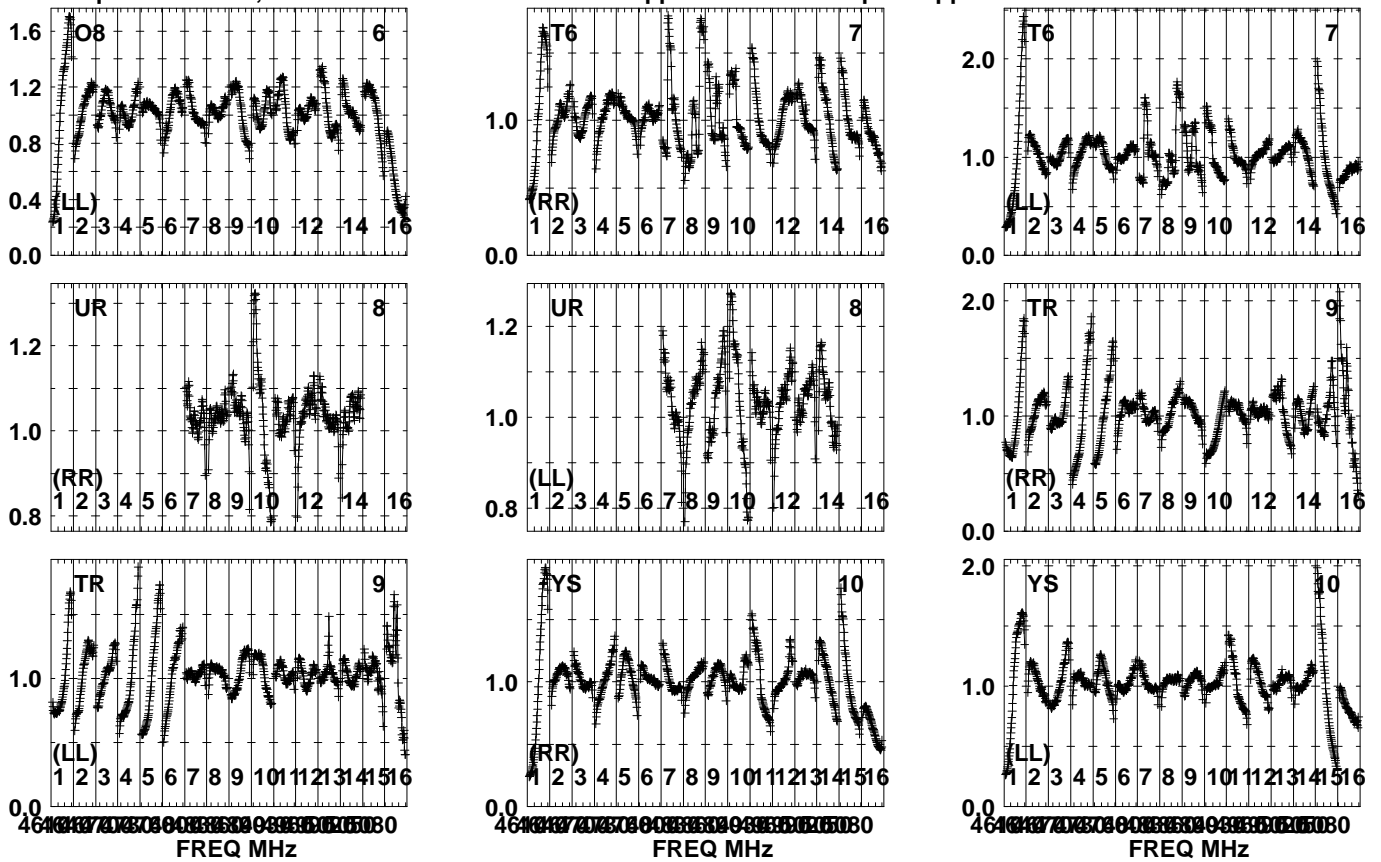 1.6 O8 6
1.2
0.8
0.4 (LL)
1 2 3 4 5 6 7 8 9 10 12 14 16
0.0
T6 7
1.0
(RR)
1 2 3 4 5 6 7 8 9 10 12 14 16
0.0
T6 7
2.0
1.0
(LL)
1 2 3 4 5 6 7 8 9 10 12 14 16
0.0
UR 8
1.2
1.0
(RR)
1 2 3 4 5 6 7 8 9 10 12 14 16
0.8
UR 8
1.2
1.0
(LL)
1 2 3 4 5 6 7 8 9 10 12 14 16
0.8
2.0 TR 9
1.0
(RR)
1 2 3 4 5 6 7 8 9 10 12 14 16
0.0
TR 9
1.0
(LL)
1 2 3 4 5 6 7 8 9 10 11 12 13 14 15 16
0.0
FREQ MHz
YS 10
1.0
(RR)
1 2 3 4 5 6 7 8 9 10 11 12 13 14 15 16
0.0
FREQ MHz
2.0 YS 10
1.0
(LL)
1 2 3 4 5 6 7 8 9 10 11 12 13 14 15 16
0.0
FREQ MHz